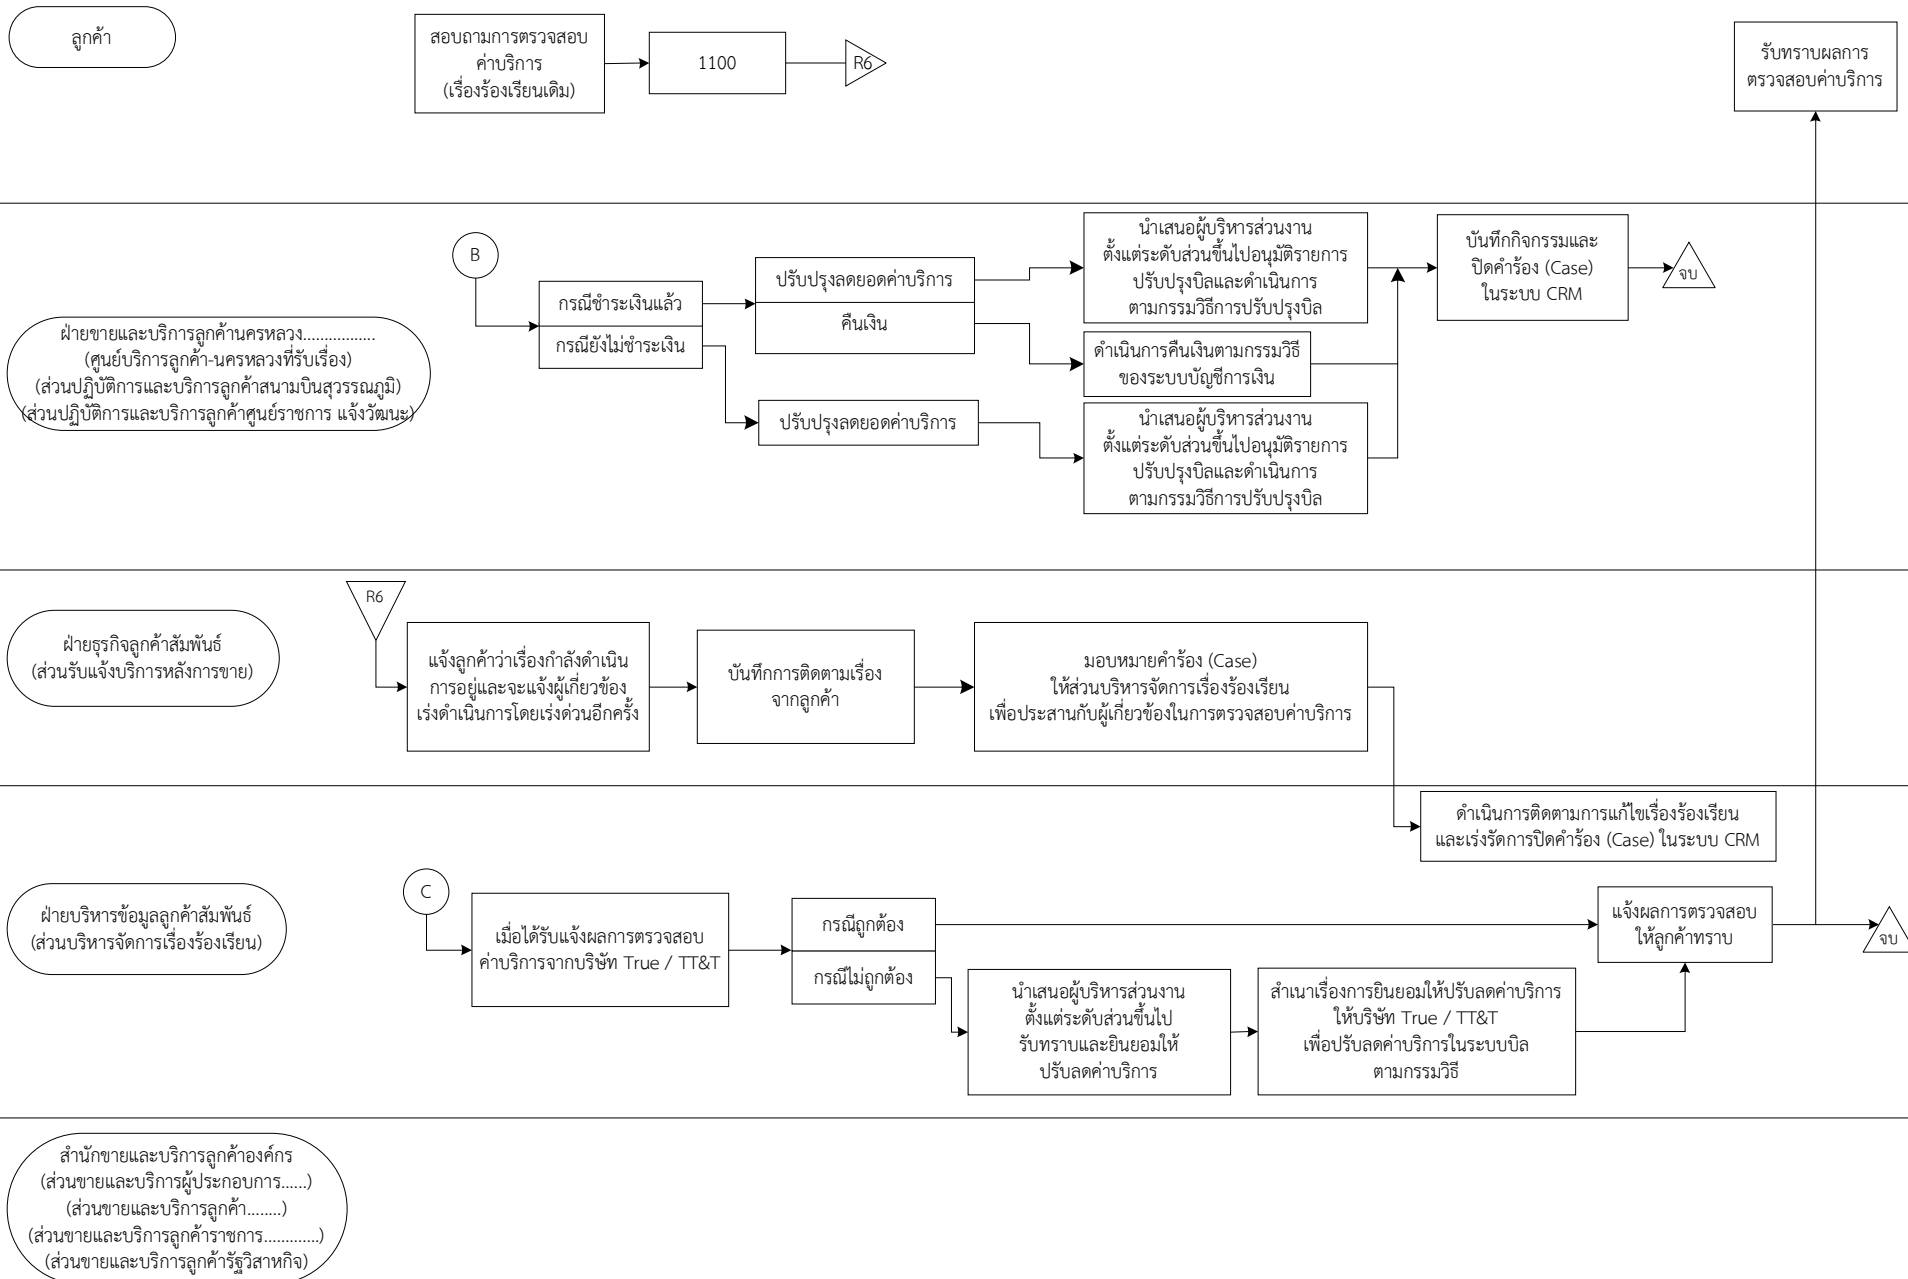 ลูกค้า
สอบถามการตรวจสอบ
ค่าบริการ
(เรื่องร้องเรียนเดิม)
1100
R6
รับทราบผลการ
ตรวจสอบค่าบริการ
ฝ่ายขายและบริการลูกค้านครหลวง.................
(ศูนย์บริการลูกค้า-นครหลวงที่รับเรื่อง)
(ส่วนปฏิบัติการและบริการลูกค้าสนามบินสุวรรณภูมิ)
(ส่วนปฏิบัติการและบริการลูกค้าศูนย์ราชการ แจ้งวัฒนะ)
B
กรณีชำระเงินแล้ว
กรณียังไม่ชำระเงิน
ปรับปรุงลดยอดค่าบริการ
คืนเงิน
ปรับปรุงลดยอดค่าบริการ
นำเสนอผู้บริหารส่วนงาน
ตั้งแต่ระดับส่วนขึ้นไปอนุมัติรายการ
ปรับปรุงบิลและดำเนินการ
ตามกรรมวิธีการปรับปรุงบิล
ดำเนินการคืนเงินตามกรรมวิธี
ของระบบบัญชีการเงิน
นำเสนอผู้บริหารส่วนงาน
ตั้งแต่ระดับส่วนขึ้นไปอนุมัติรายการ
ปรับปรุงบิลและดำเนินการ
ตามกรรมวิธีการปรับปรุงบิล
บันทึกกิจกรรมและ
ปิดคำร้อง (Case)
ในระบบ CRM
จบ
ฝ่ายธุรกิจลูกค้าสัมพันธ์
(ส่วนรับแจ้งบริการหลังการขาย)
R6
แจ้งลูกค้าว่าเรื่องกำลังดำเนิน
การอยู่และจะแจ้งผู้เกี่ยวข้อง
เร่งดำเนินการโดยเร่งด่วนอีกครั้ง
บันทึกการติดตามเรื่อง
จากลูกค้า
มอบหมายคำร้อง (Case)
ให้ส่วนบริหารจัดการเรื่องร้องเรียน
เพื่อประสานกับผู้เกี่ยวข้องในการตรวจสอบค่าบริการ
ดำเนินการติดตามการแก้ไขเรื่องร้องเรียน
และเร่งรัดการปิดคำร้อง (Case) ในระบบ CRM
ฝ่ายบริหารข้อมูลลูกค้าสัมพันธ์
(ส่วนบริหารจัดการเรื่องร้องเรียน)
C
เมื่อได้รับแจ้งผลการตรวจสอบ
ค่าบริการจากบริษัท True / TT&T
กรณีถูกต้อง
กรณีไม่ถูกต้อง
นำเสนอผู้บริหารส่วนงาน
ตั้งแต่ระดับส่วนขึ้นไป
รับทราบและยินยอมให้
ปรับลดค่าบริการ
สำเนาเรื่องการยินยอมให้ปรับลดค่าบริการ
ให้บริษัท True / TT&T
เพื่อปรับลดค่าบริการในระบบบิล
ตามกรรมวิธี
แจ้งผลการตรวจสอบ
ให้ลูกค้าทราบ
จบ
สำนักขายและบริการลูกค้าองค์กร
(ส่วนขายและบริการผู้ประกอบการ......)
(ส่วนขายและบริการลูกค้า........)
(ส่วนขายและบริการลูกค้าราชการ.............)
(ส่วนขายและบริการลูกค้ารัฐวิสาหกิจ)